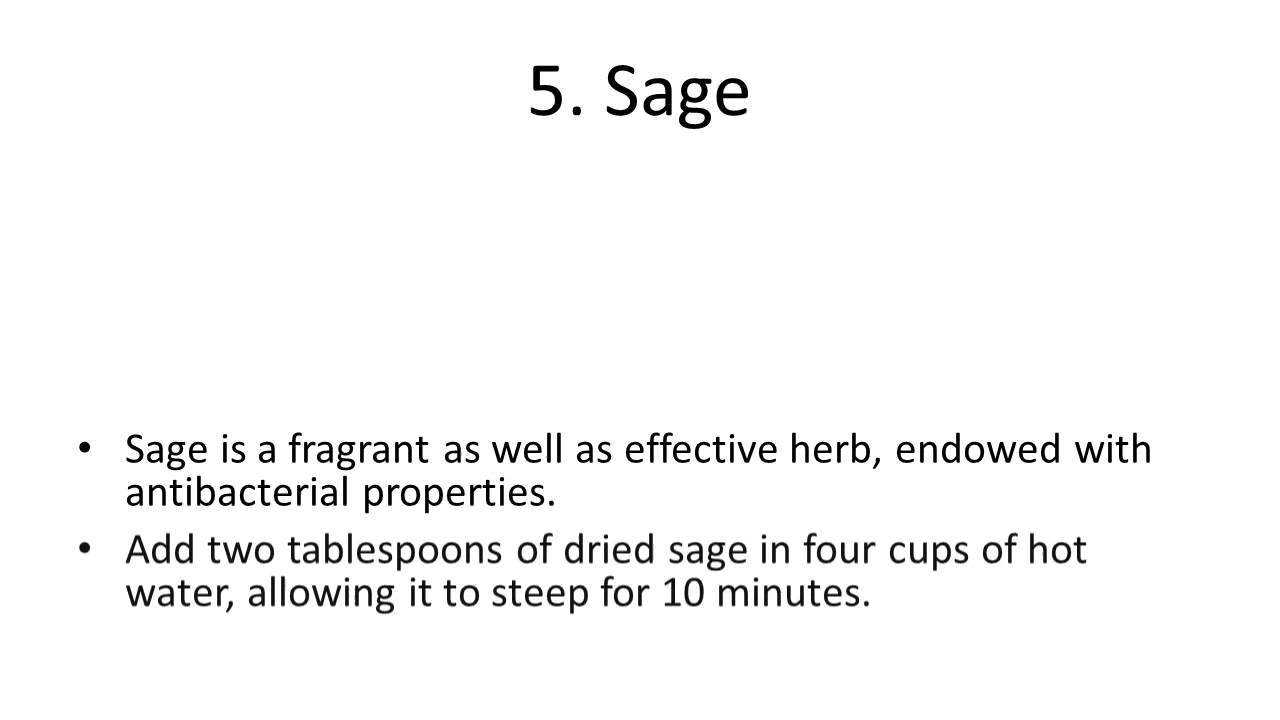 5. Sage
• Sage is a fragrant as well as effective herb, endowed with
antibacterial properties.
• Add two tablespoons of dried sage in four cups of hot
water, allowing it to steep for 10 minutes.